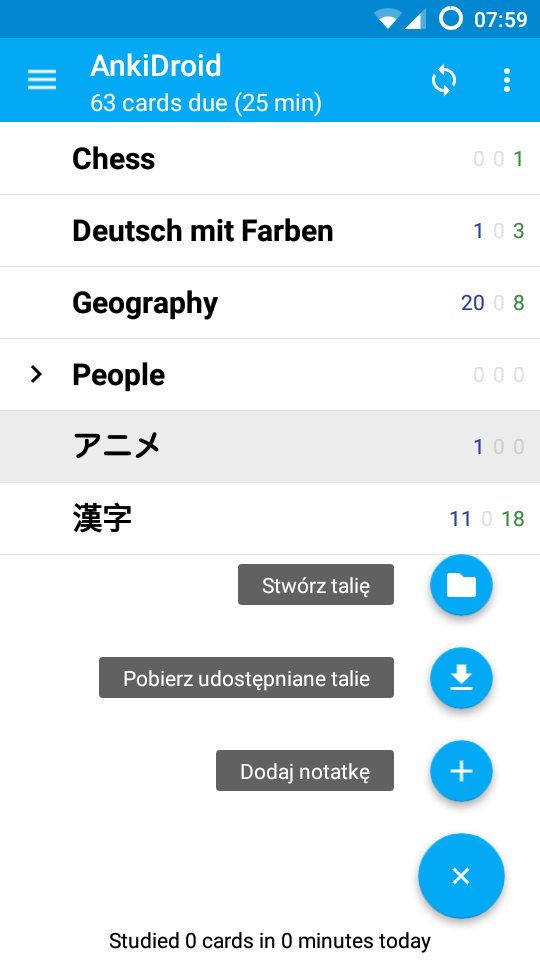 07:59
AnkiDroid
63 cards due (25 min)
Chess 0 0 1
Deutsch mit Farben 1 0 3
Geography 20 0 8
People 0 0 0
アニメ 1 0 0
漢字 11 0 18
Stwórz talię
Pobierz udostępniane talie
Dodaj notatkę
Studied 0 cards in 0 minutes today